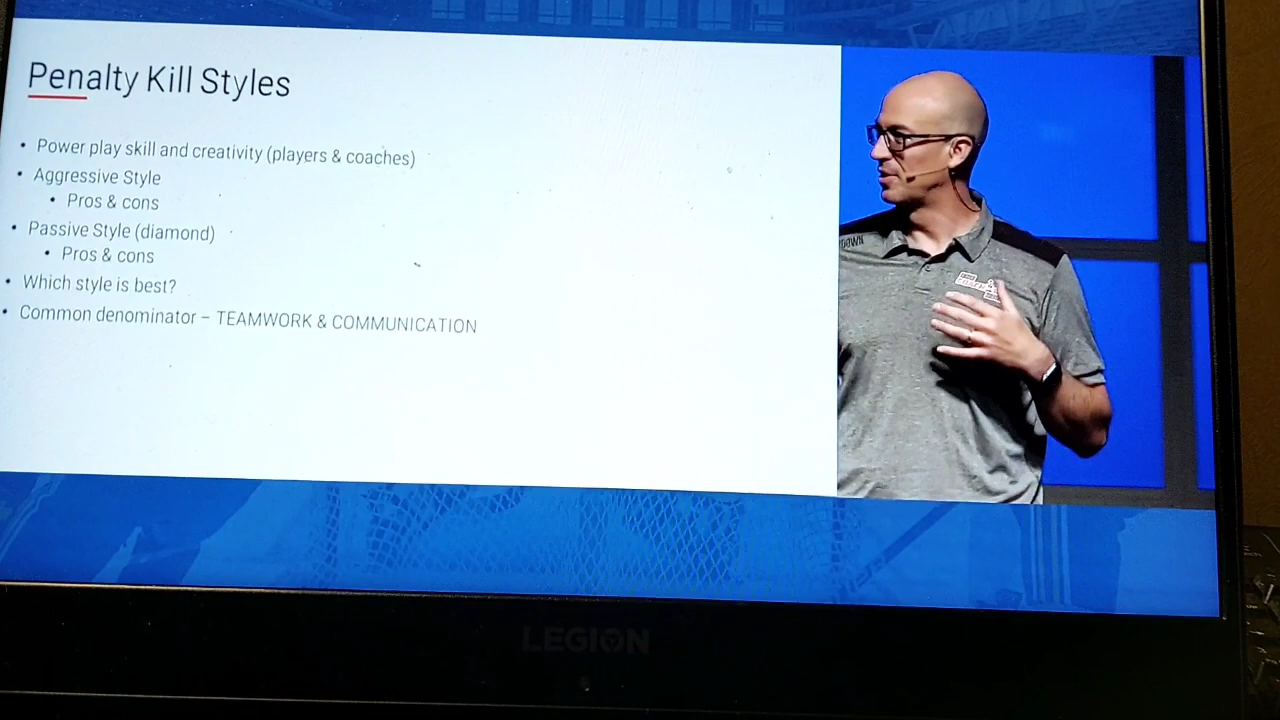 Penalty Kill Styles
• Power play skill and creativity (players & coaches)
• Aggressive Style
• Pros & cons
• Passive Style (diamond)
• Pros & cons
• Which style is best?
• Common denominator – TEAMWORK & COMMUNICATION
LEGION